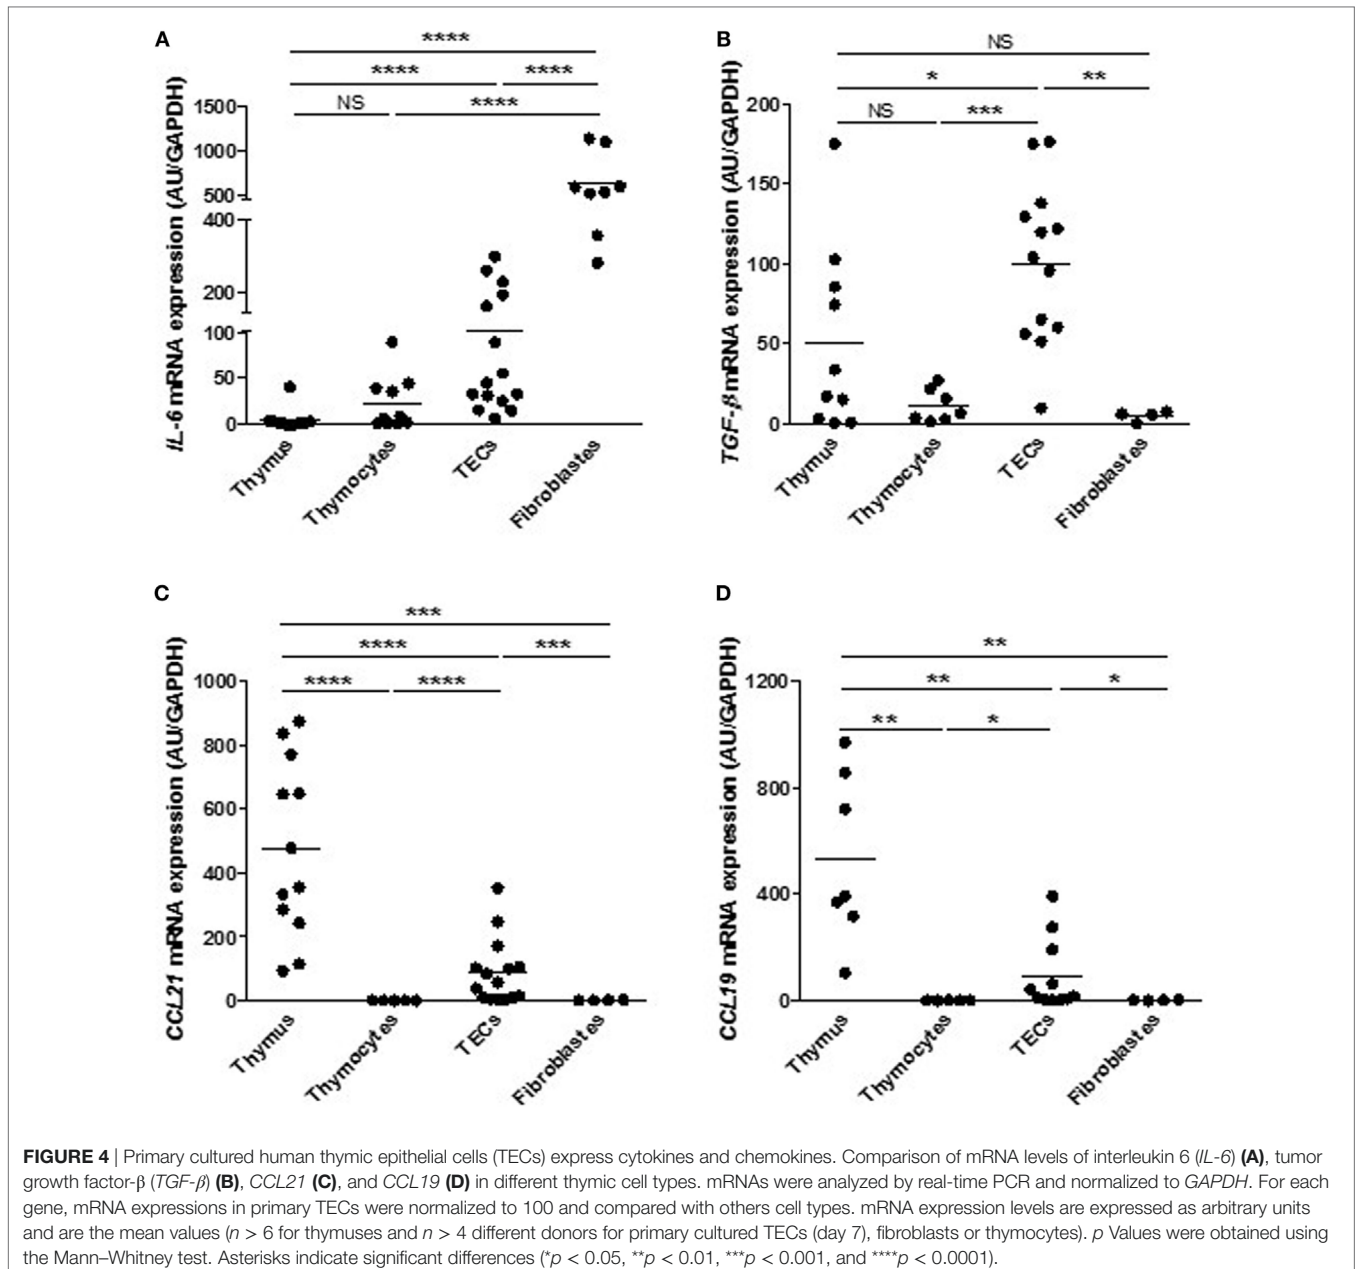 A
****
****
****
NS
****
IL-6 mRNA expression (AU/GAPDH)
1500
1000
500
400
200
100
50
0
Thymus
Thymocytes
TECs
Fibroblastes
B
NS
*
**
NS
***
TGF-β mRNA expression (AU/GAPDH)
200
150
100
50
0
Thymus
Thymocytes
TECs
Fibroblastes
C
***
****
***
****
****
CCL21 mRNA expression (AU/GAPDH)
1000
800
600
400
200
0
Thymus
Thymocytes
TECs
Fibroblastes
D
**
**
*
**
*
CCL19 mRNA expression (AU/GAPDH)
1200
800
400
0
Thymus
Thymocytes
TECs
Fibroblastes
FIGURE 4 | Primary cultured human thymic epithelial cells (TECs) express cytokines and chemokines. Comparison of mRNA levels of interleukin 6 (IL-6) (A), tumor
growth factor-β (TGF-β) (B), CCL21 (C), and CCL19 (D) in different thymic cell types. mRNAs were analyzed by real-time PCR and normalized to GAPDH. For each
gene, mRNA expressions in primary TECs were normalized to 100 and compared with others cell types. mRNA expression levels are expressed as arbitrary units
and are the mean values (n > 6 for thymuses and n > 4 different donors for primary cultured TECs (day 7), fibroblasts or thymocytes). p Values were obtained using
the Mann–Whitney test. Asterisks indicate significant differences (*p < 0.05, **p < 0.01, ***p < 0.001, and ****p < 0.0001).